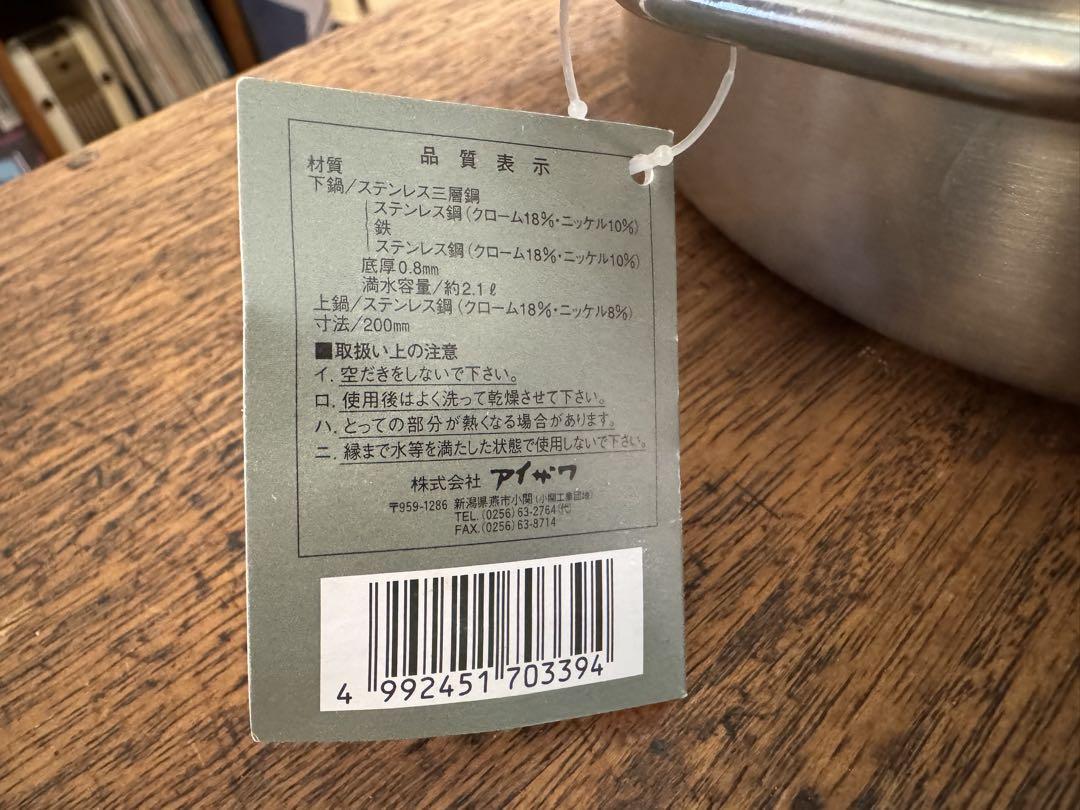 品質表示
材質
下鍋/ステンレス三層鋼
ステンレス鋼(クローム18%・ニッケル10%)
鉄
ステンレス鋼(クローム18%・ニッケル10%)
底厚0.8mm
満水容量/約2.1ℓ
上鍋/ステンレス鋼(クローム18%・ニッケル8%)
寸法/200mm
■取扱い上の注意
イ.空だきをしないで下さい。
ロ.使用後はよく洗って乾燥させて下さい。
ハ.とっての部分が熱くなる場合があります。
ニ.縁まで水等を満たした状態で使用しないで下さい。
株式会社 アイザワ
〒959-1286 新潟県燕市小関(小関工業団地)
TEL.(0256)63-2764(代)
FAX.(0256)63-8714
4 992451 703394